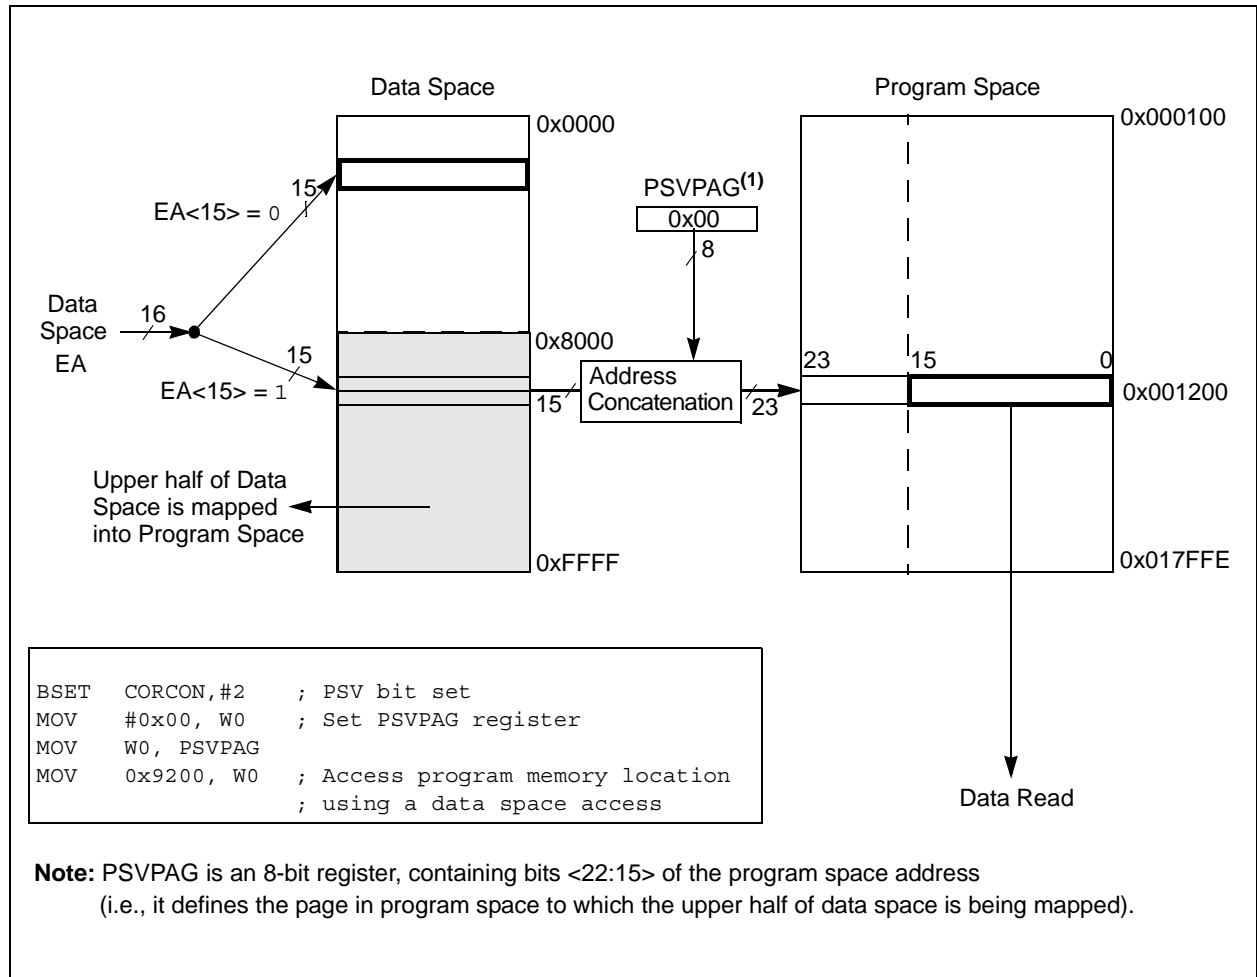 Data Space
Program Space
0x0000
0x000100
15
EA<15> = 0
PSVPAG(1)
0x00
8
Data
Space
EA
16
0x8000
15
EA<15> = 1
15
Address
Concatenation
23
23
15
0
0x001200
Upper half of Data
Space is mapped
into Program Space
0xFFFF
0x017FFE
BSET CORCON,#2 ; PSV bit set
MOV #0x00, W0 ; Set PSVPAG register
MOV W0, PSVPAG
MOV 0x9200, W0 ; Access program memory location
; using a data space access
Data Read
Note: PSVPAG is an 8-bit register, containing bits <22:15> of the program space address
(i.e., it defines the page in program space to which the upper half of data space is being mapped).